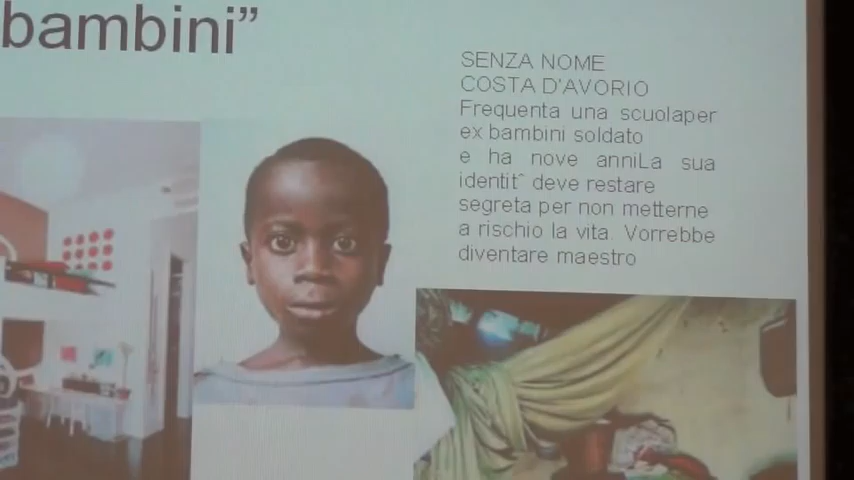 bambini”
SENZA NOME
COSTA D'AVORIO
Frequenta una scuolaper
ex bambini soldato
e ha nove anniLa sua
identitˆ deve restare
segreta per non metterne
a rischio la vita. Vorrebbe
diventare maestro